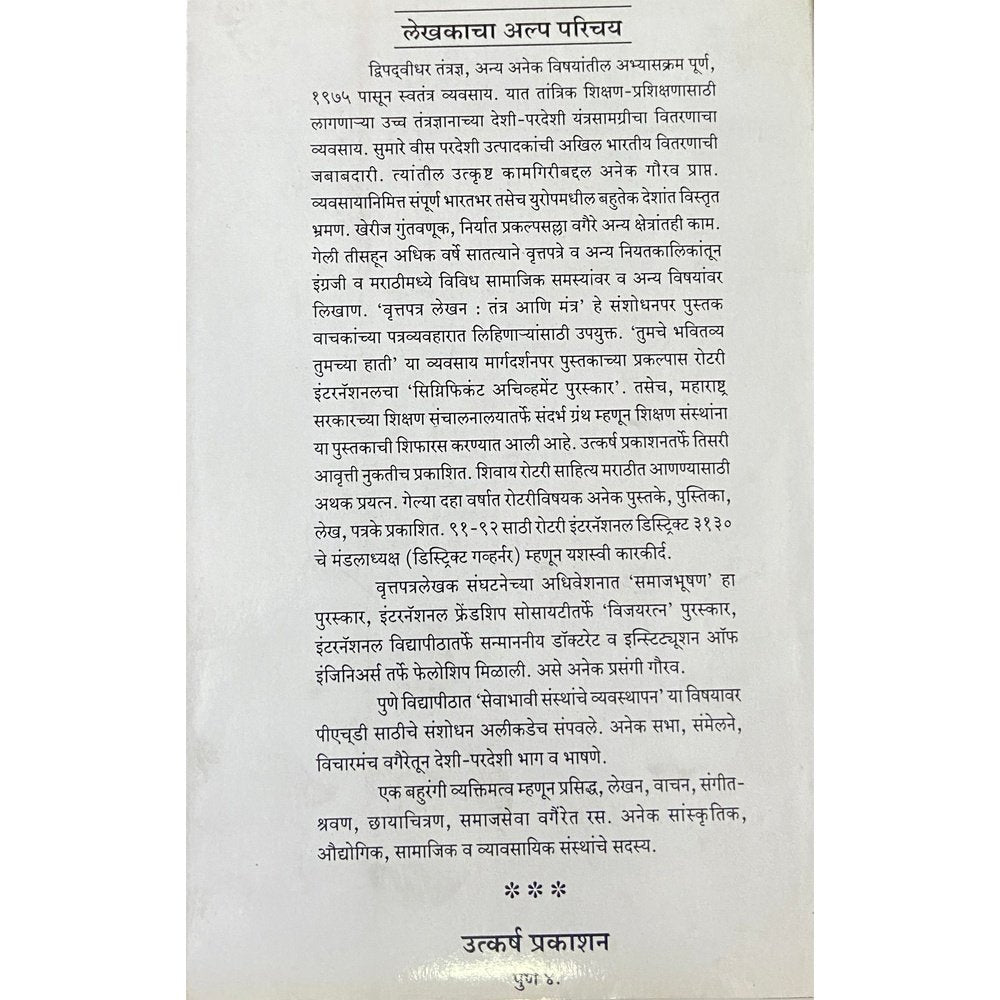 लेखकाचा अल्प परिचय
द्विपद्‌वीधर तंत्रज्ञ, अन्य अनेक विषयांतील अभ्यासक्रम पूर्ण,
१९७५ पासून स्वतंत्र व्यवसाय. यात तांत्रिक शिक्षण-प्रशिक्षणासाठी
लागणाऱ्या उच्च तंत्रज्ञानाच्या देशी-परदेशी यंत्रसामग्रीचा वितरणाचा
व्यवसाय. सुमारे वीस परदेशी उत्पादकांची अखिल भारतीय वितरणाची
जबाबदारी. त्यांतील उत्कृष्ट कामगिरीबद्दल अनेक गौरव प्राप्त.
व्यवसायानिमित्त संपूर्ण भारतभर तसेच युरोपमधील बहुतेक देशांत विस्तृत
भ्रमण. खेरीज गुंतवणूक, निर्यात प्रकल्पसल्ला वगैरे अन्य क्षेत्रांतही काम.
गेली तीसहून अधिक वर्षे सातत्याने वृत्तपत्रे व अन्य नियतकालिकांतून
इंग्रजी व मराठीमध्ये विविध सामाजिक समस्यांवर व अन्य विषयांवर
लिखाण. ‘वृत्तपत्र लेखन : तंत्र आणि मंत्र’ हे संशोधनपर पुस्तक
वाचकांच्या पत्रव्यवहारात लिहिणाऱ्यांसाठी उपयुक्त. ‘तुमचे भवितव्य
तुमच्या हाती’ या व्यवसाय मार्गदर्शनपर पुस्तकाच्या प्रकल्पास रोटरी
इंटरनॅशनलचा ‘सिग्निफिकंट अचिव्हमेंट पुरस्कार’. तसेच, महाराष्ट्र
सरकारच्या शिक्षण संचालनालयातर्फे संदर्भ ग्रंथ म्हणून शिक्षण संस्थांना
या पुस्तकाची शिफारस करण्यात आली आहे. उत्कर्ष प्रकाशनतर्फे तिसरी
आवृत्ती नुकतीच प्रकाशित. शिवाय रोटरी साहित्य मराठीत आणण्यासाठी
अथक प्रयत्न. गेल्या दहा वर्षात रोटरीविषयक अनेक पुस्तके, पुस्तिका,
लेख, पत्रके प्रकाशित. ९१-९२ साठी रोटरी इंटरनॅशनल डिस्ट्रिक्ट ३१३०
चे मंडलाध्यक्ष (डिस्ट्रिक्ट गव्हर्नर) म्हणून यशस्वी कारकीर्द.
वृत्तपत्रलेखक संघटनेच्या अधिवेशनात ‘समाजभूषण’ हा
पुरस्कार, इंटरनॅशनल फ्रेंडशिप सोसायटीतर्फे ‘विजयरत्न’ पुरस्कार,
इंटरनॅशनल विद्यापीठातर्फे सन्माननीय डॉक्टरेट व इन्स्टिट्यूशन ऑफ
इंजिनिअर्स तर्फे फेलोशिप मिळाली. असे अनेक प्रसंगी गौरव.
पुणे विद्यापीठात ‘सेवाभावी संस्थांचे व्यवस्थापन’ या विषयावर
पीएच्‌डी साठीचे संशोधन अलीकडेच संपवले. अनेक सभा, संमेलने,
विचारमंच वगैरेतून देशी-परदेशी भाग व भाषणे.
एक बहुरंगी व्यक्तिमत्व म्हणून प्रसिद्ध, लेखन, वाचन, संगीत-
श्रवण, छायाचित्रण, समाजसेवा वगैंरेत रस. अनेक सांस्कृतिक,
औद्योगिक, सामाजिक व व्यावसायिक संस्थांचे सदस्य.
* * *
उत्कर्ष प्रकाशन
पुणे ४.